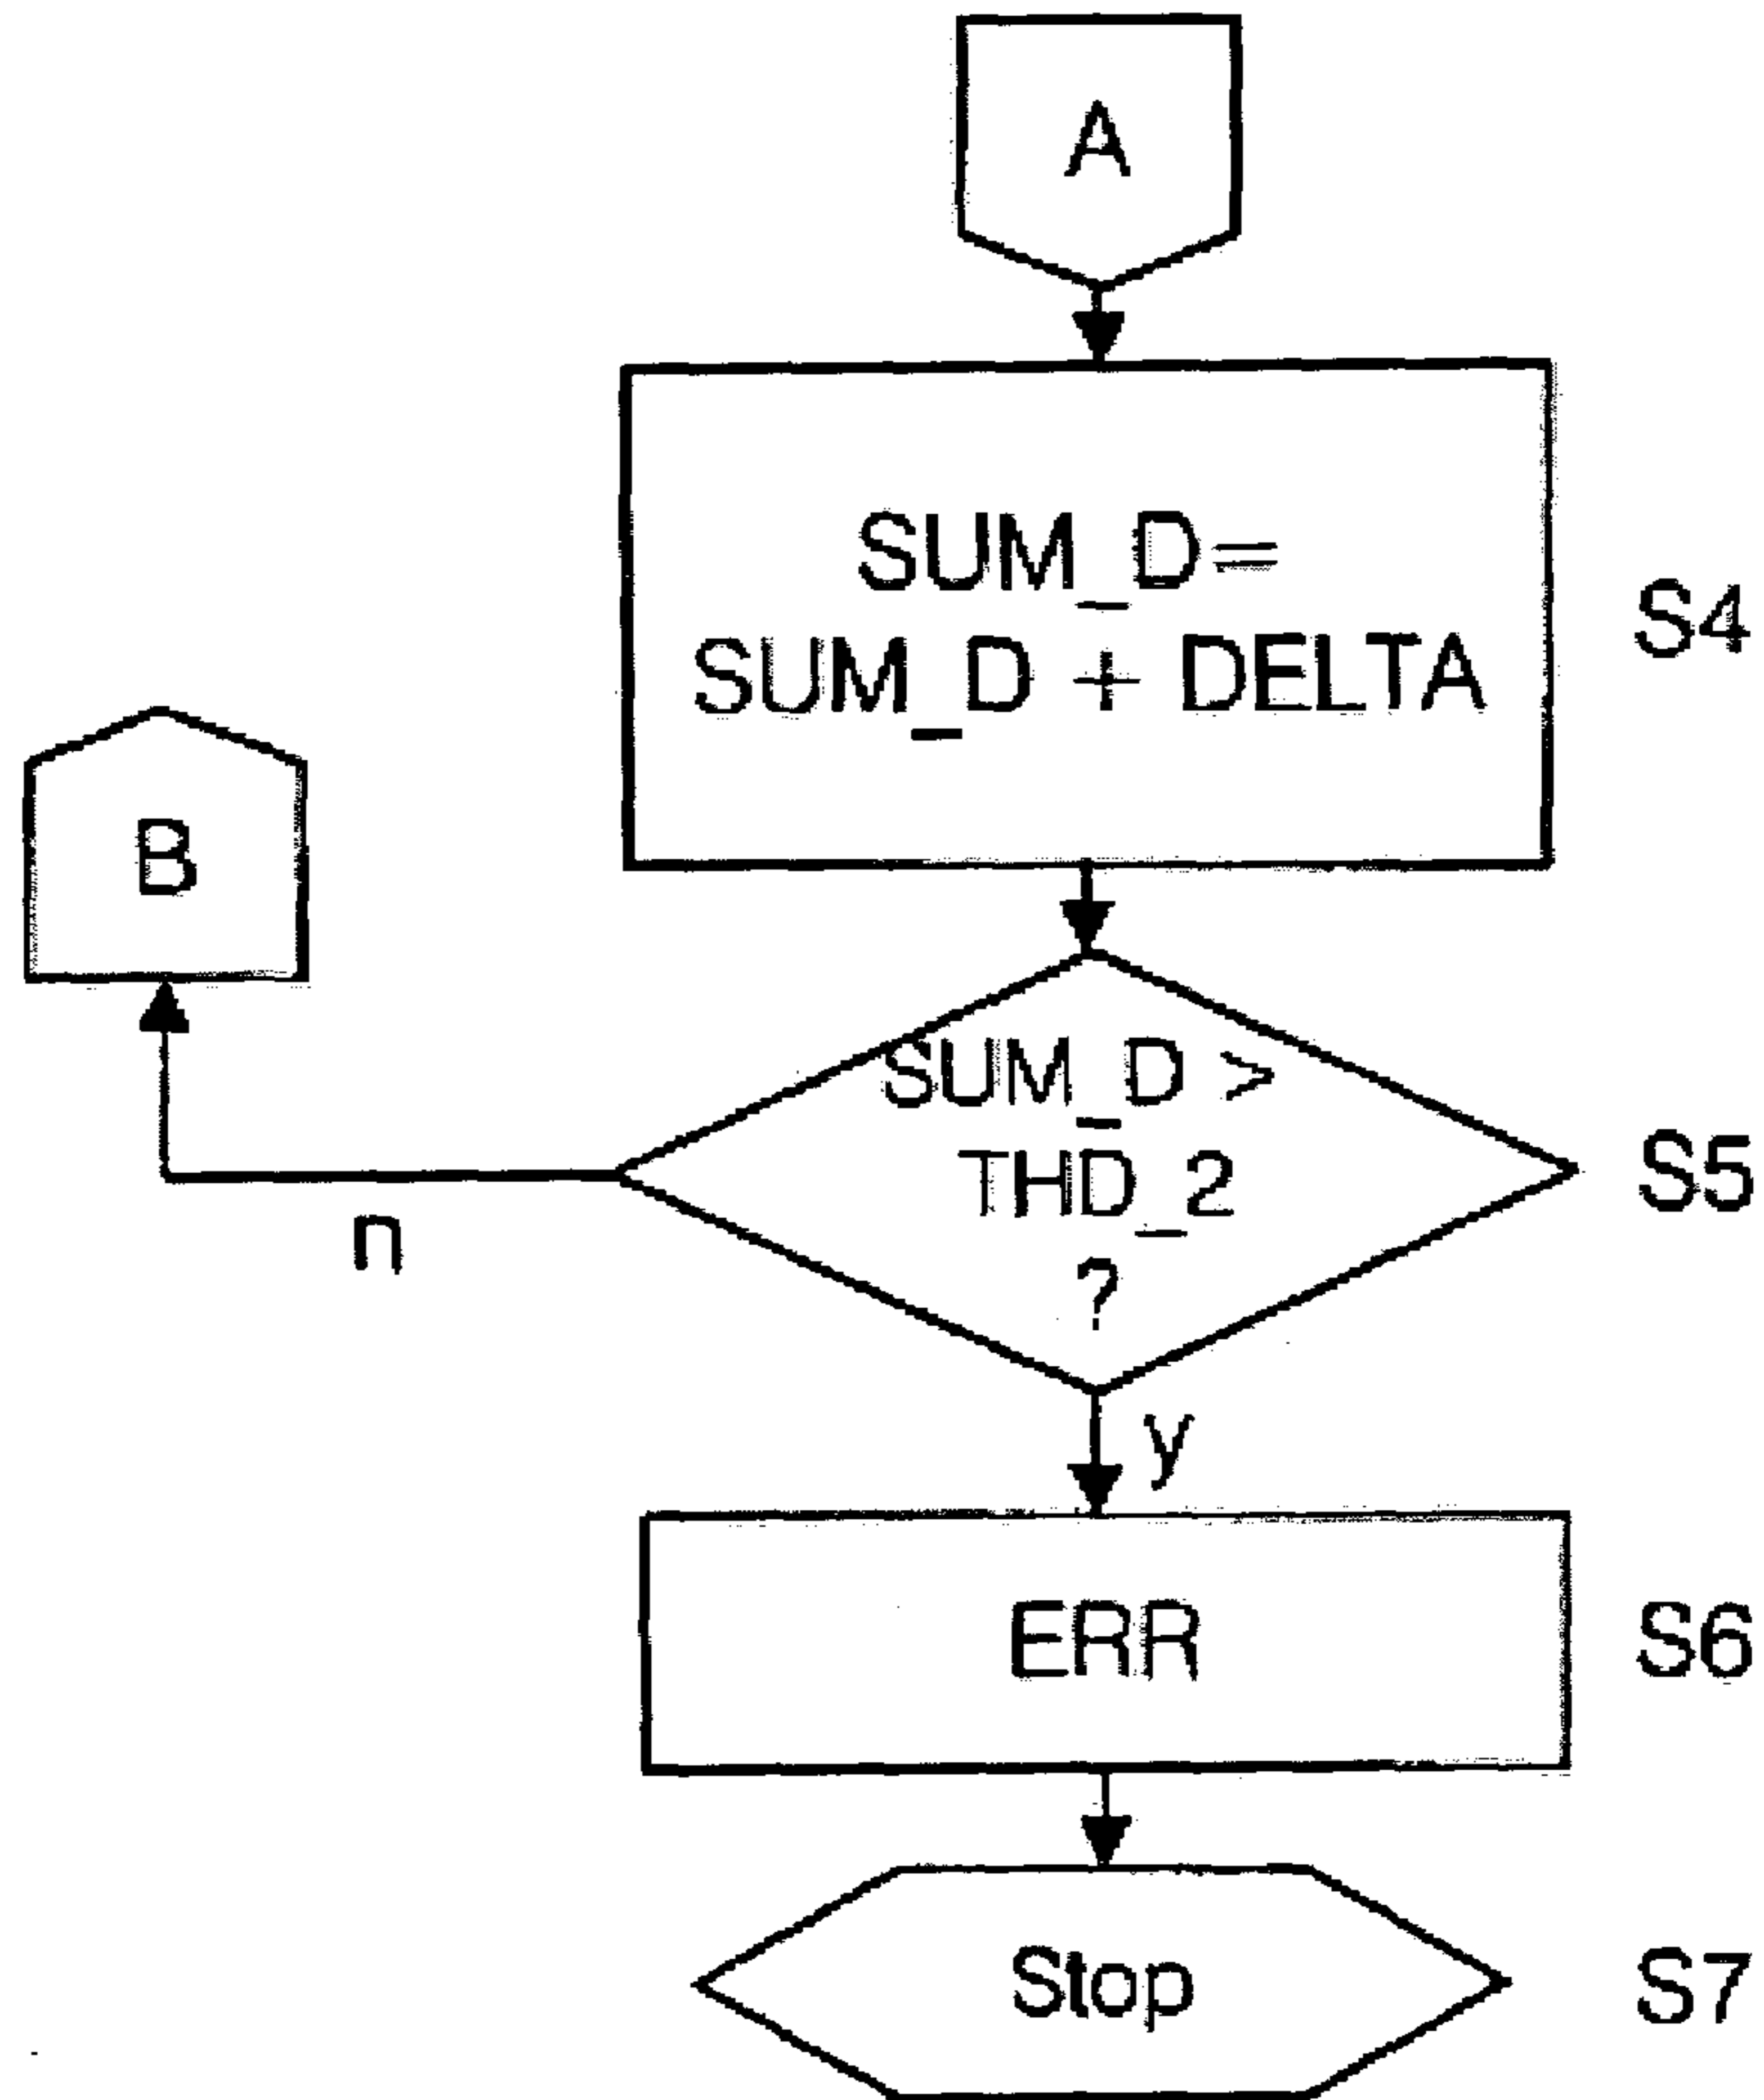 A
SUM_D=
SUM_D + DELTA
S4
B
SUM_D >
THD_2
?
S5
n
y
ERR
S6
Stop
S7